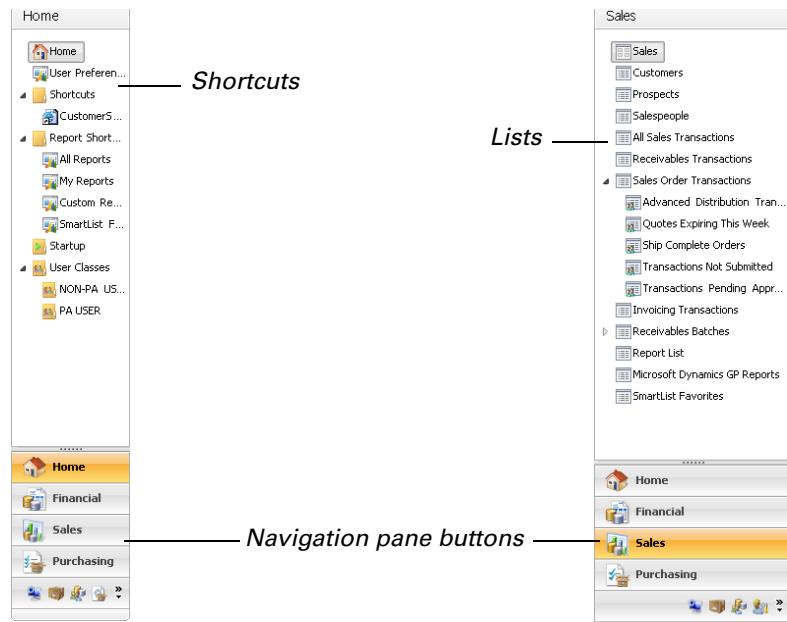 Home
Home
User Preferen...
Shortcuts
CustomerS...
Report Short...
All Reports
My Reports
Custom Re...
SmartList F...
Startup
User Classes
NON-PA US...
PA USER
Home
Financial
Sales
Purchasing
Shortcuts
Lists
Navigation pane buttons
Sales
Sales
Customers
Prospects
Salespeople
All Sales Transactions
Receivables Transactions
Sales Order Transactions
Advanced Distribution Tran...
Quotes Expiring This Week
Ship Complete Orders
Transactions Not Submitted
Transactions Pending Appr...
Invoicing Transactions
Receivables Batches
Report List
Microsoft Dynamics GP Reports
SmartList Favorites
Home
Financial
Sales
Purchasing